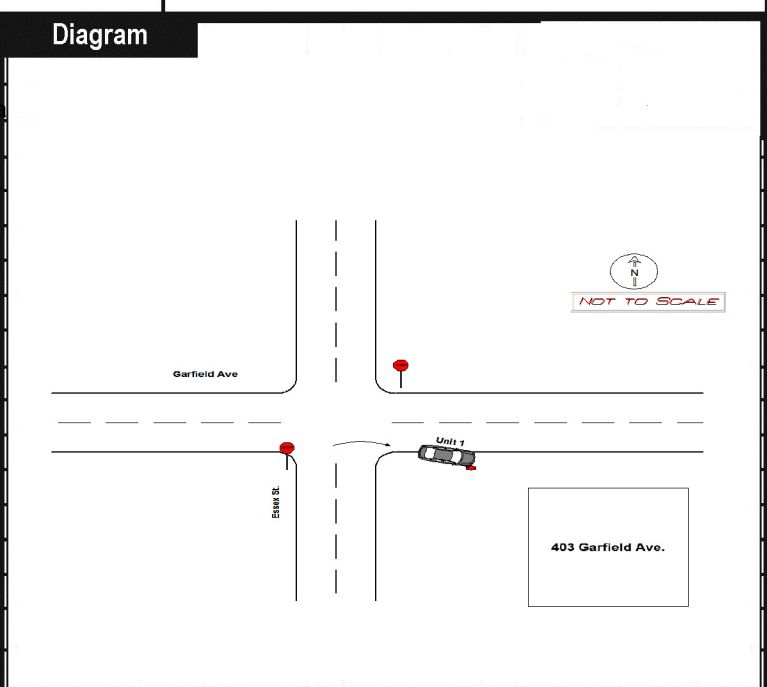 Diagram
N
NOT TO SCALE
Garfield Ave
Unit 1
Essex St.
403 Garfield Ave.